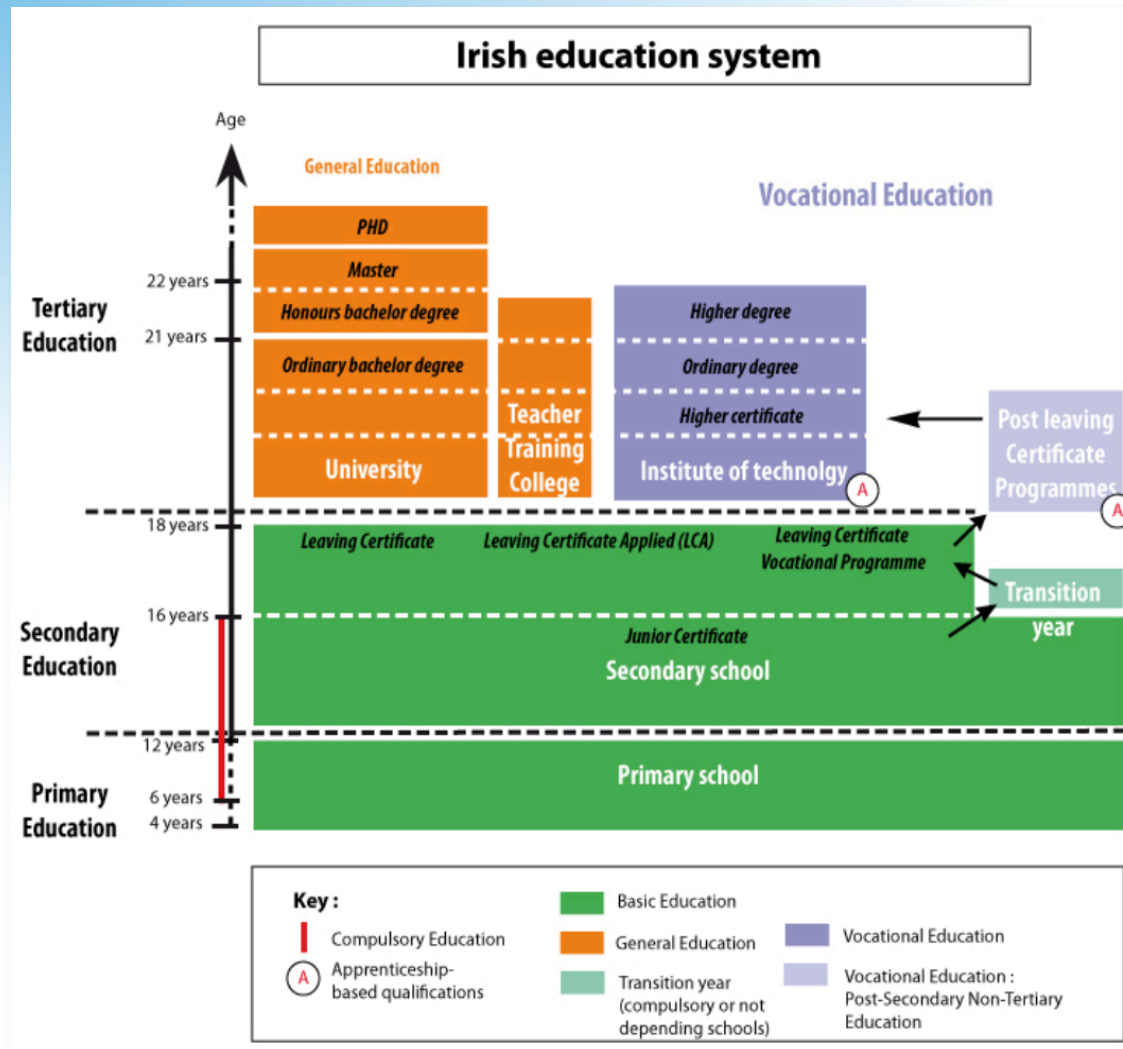 Irish education system
Age
General Education
Vocational Education
PHD
Master
22 years
Honours bachelor degree
Higher degree
Tertiary
Education
21 years
Ordinary bachelor degree
Ordinary degree
Teacher
Training
College
Higher certificate
Post leaving
Certificate
Programmes
University
Institute of technolgy
A
A
18 years
Leaving Certificate
Leaving Certificate Applied (LCA)
Leaving Certificate
Vocational Programme
Transition
year
16 years
Secondary
Education
Junior Certificate
Secondary school
12 years
Primary school
Primary
Education
6 years
4 years
Key :
Compulsory Education
A
Apprenticeship-
based qualifications
Basic Education
General Education
Transition year
(compulsory or not
depending schools)
Vocational Education
Vocational Education :
Post-Secondary Non-Tertiary
Education